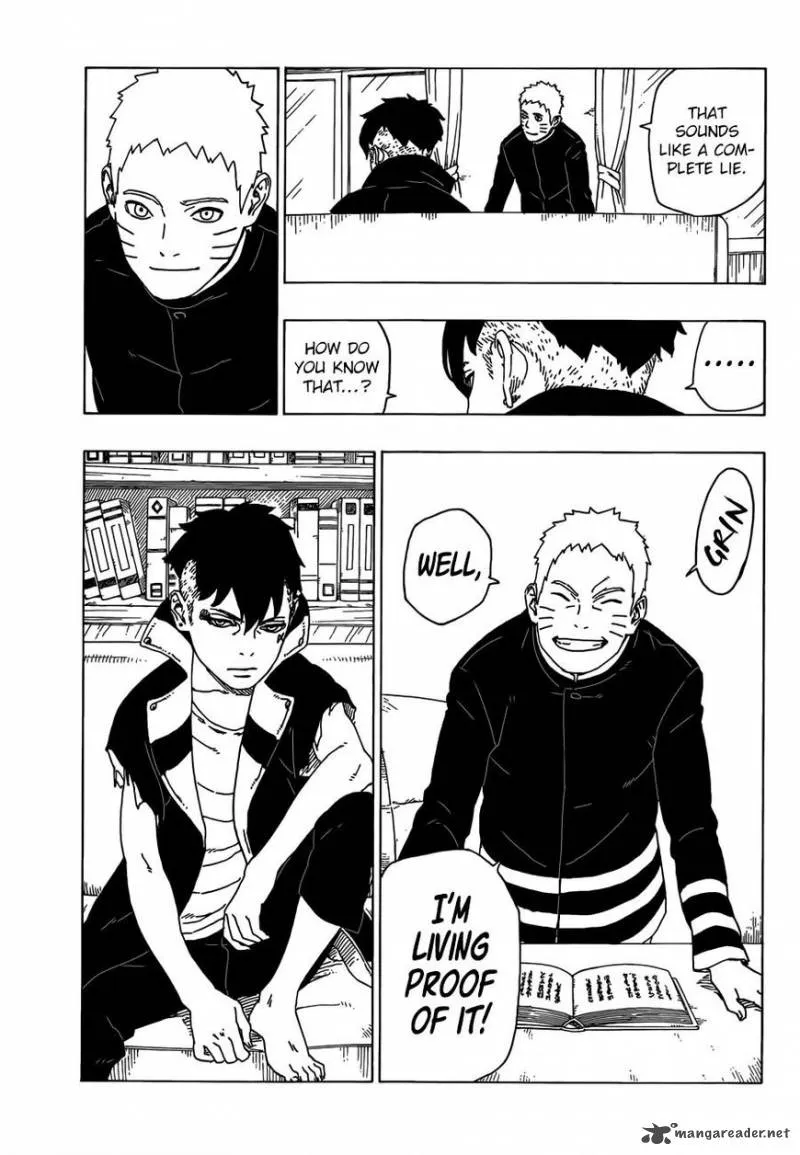 THAT
SOUNDS
LIKE A COM-
PLETE LIE.
......
HOW DO
YOU KNOW
THAT...?
GRIN
WELL,
I'M
LIVING
PROOF
OF IT!
mangareader.net